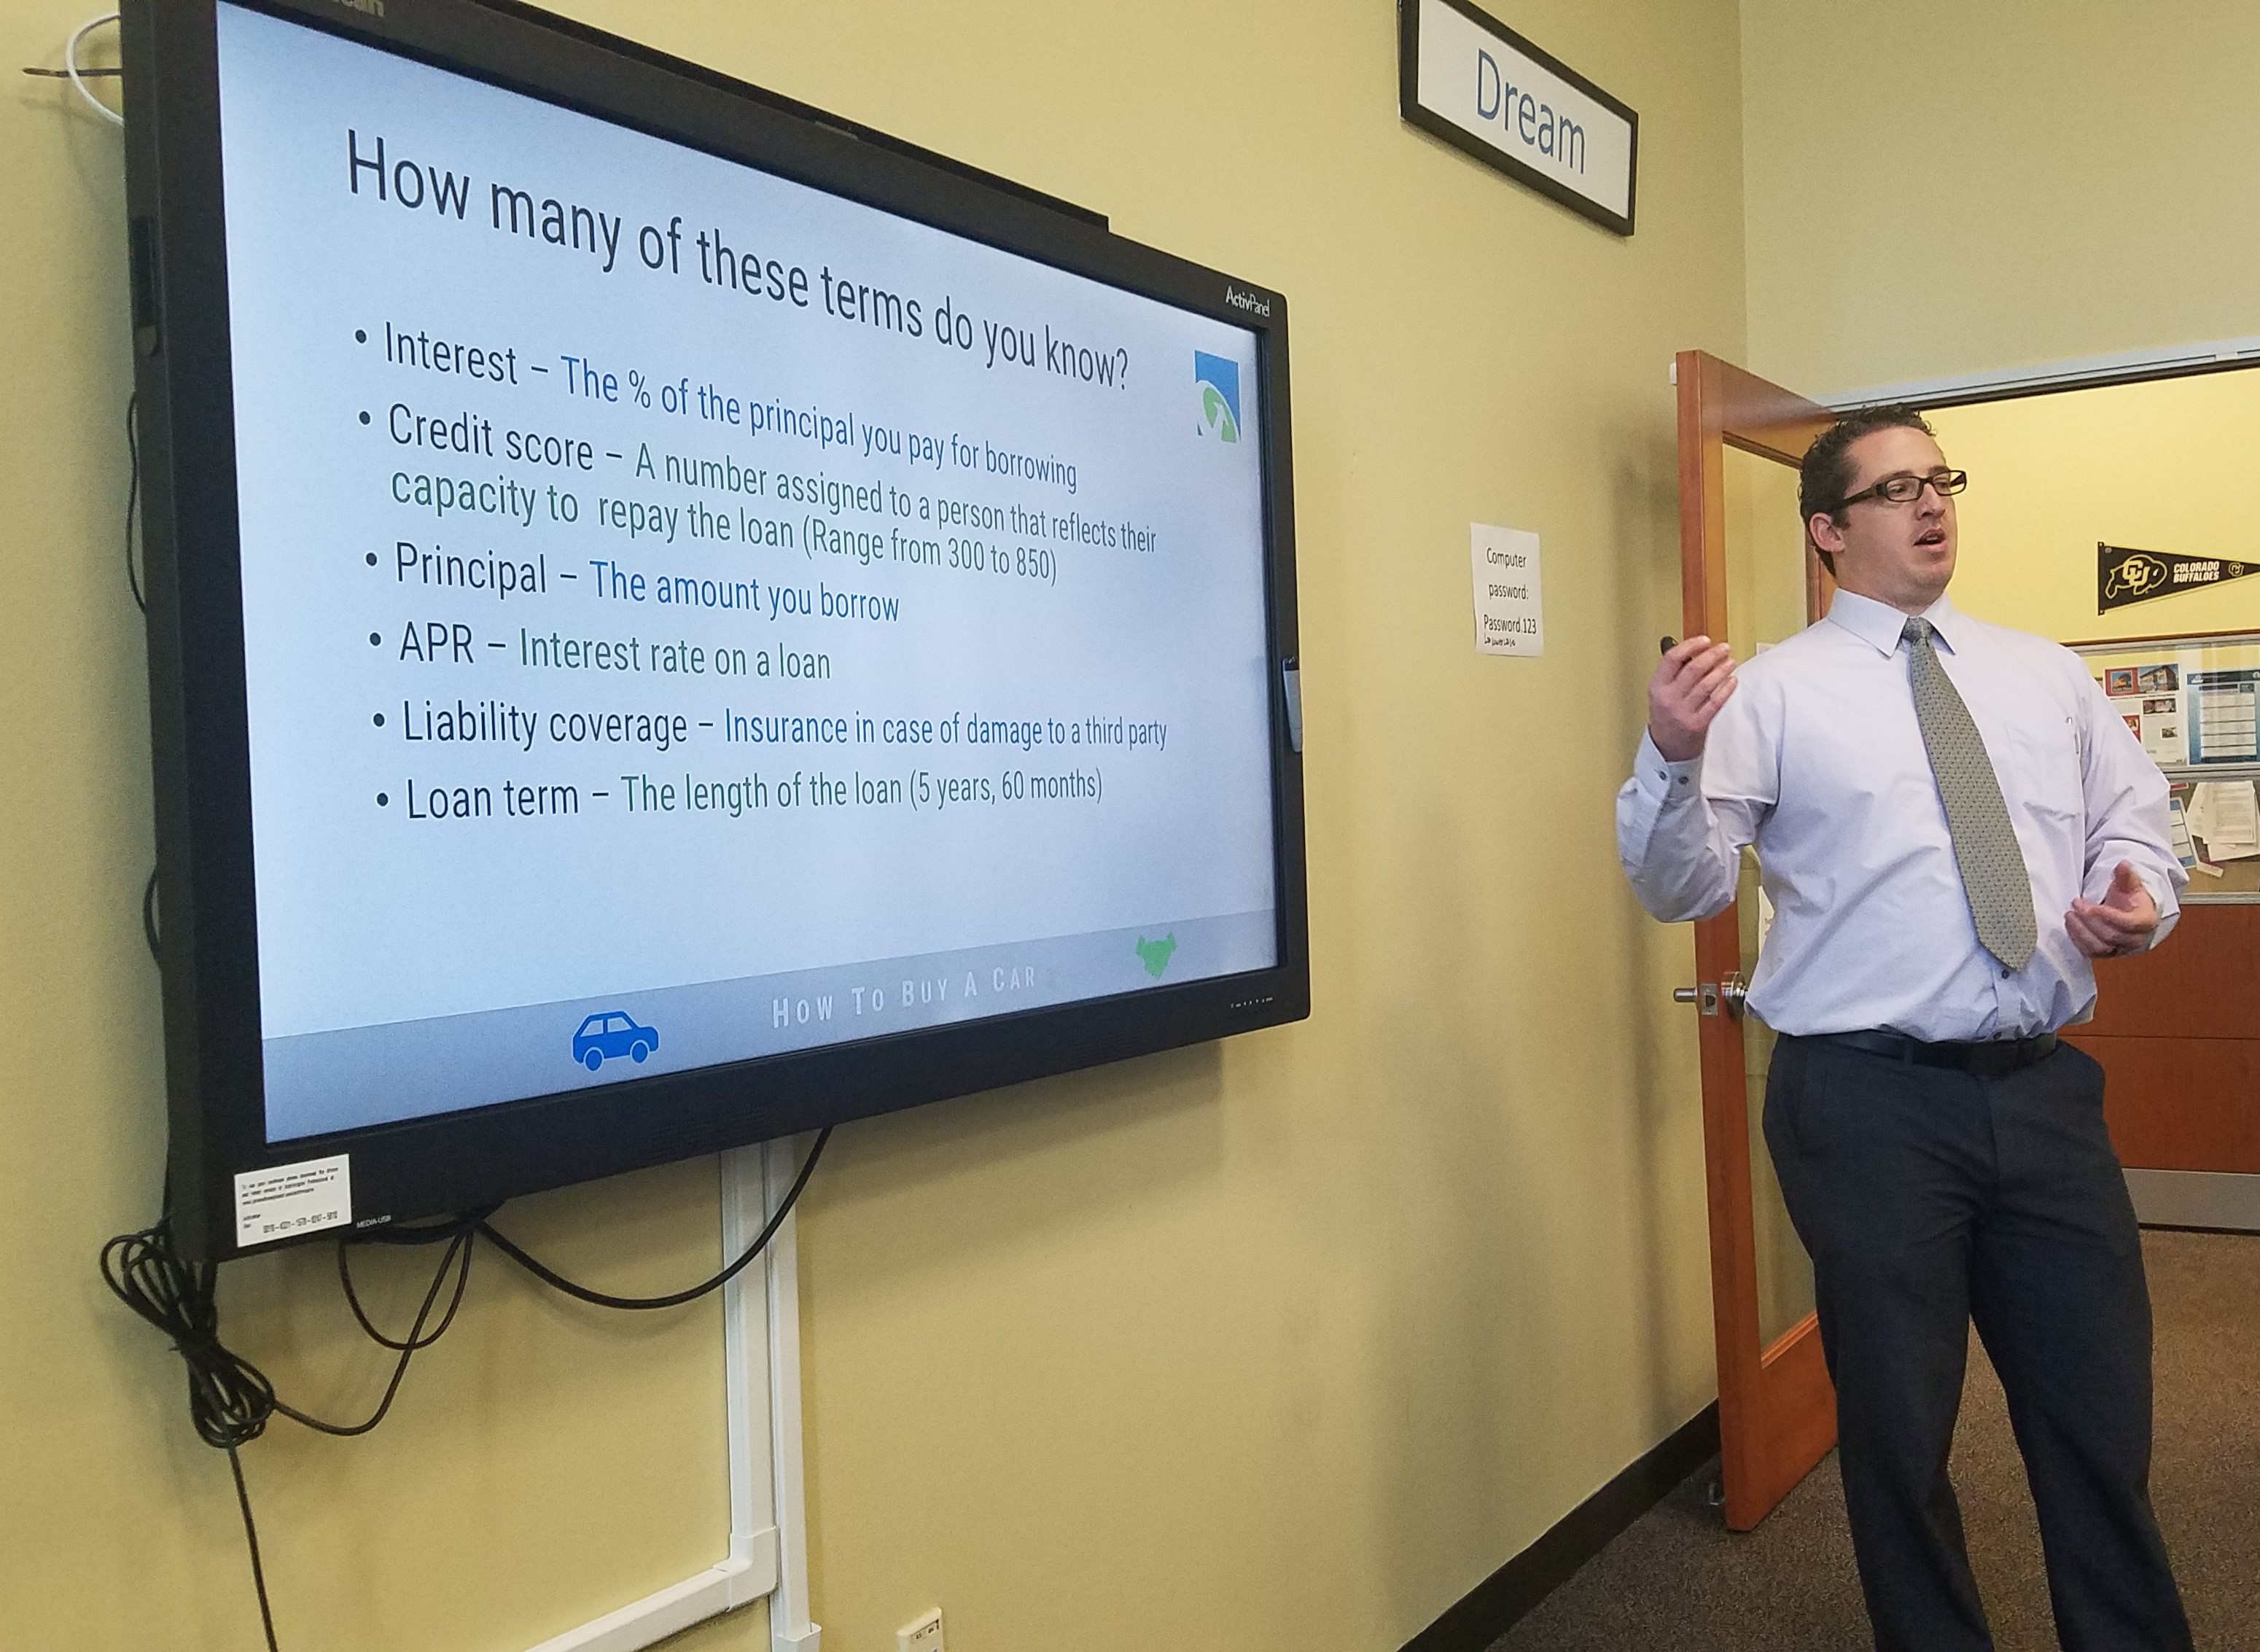 How many of these terms do you know?
• Interest – The % of the principal you pay for borrowing
• Credit score – A number assigned to a person that reflects their
capacity to repay the loan (Range from 300 to 850)
• Principal – The amount you borrow
• APR – Interest rate on a loan
• Liability coverage – Insurance in case of damage to a third party
• Loan term – The length of the loan (5 years, 60 months)
How To Buy A Car
ActivPanel
MEDIA-USB
Dream
Computer
password:
Password.123
CU
COLORADO
BUFFALOES